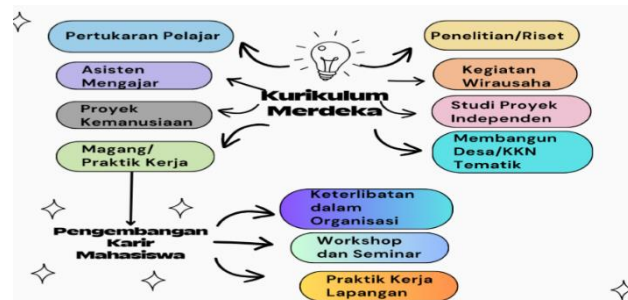 Pertukaran Pelajar
Asisten
Mengajar
Proyek
Kemanusiaan
Magang/
Praktik Kerja
Kurikulum
Merdeka
Penelitian/Riset
Kegiatan
Wirausaha
Studi Proyek
Independen
Membangun
Desa/KKN
Tematik
Pengembangan
Karir
Mahasiswa
Keterlibatan
dalam
Organisasi
Workshop
dan Seminar
Praktik Kerja
Lapangan